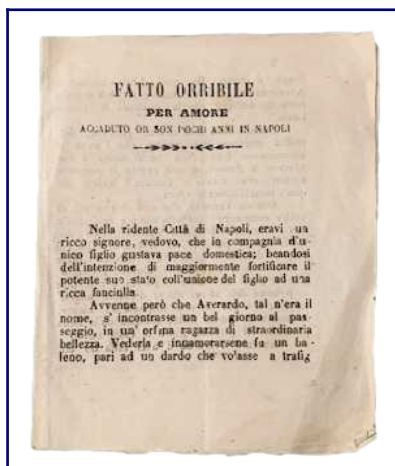 FATTO ORRIBILE
PER AMORE
ACCADUTO OR SON POCHI ANNI IN NAPOLI
Nella ridente Città di Napoli, eravi un
ricco signore, vedovo, che in compagnia d'u-
nico figlio gustava pace domestica; beandosi
dell'intenzione di maggiormente fortificare il
potente suo stato coll'unione del figlio ad una
ricca fanciulla.
Avvenne però che Averardo, tal n'era il
nome, s' incontrasse un bel giorno al pas-
seggio, in un' orfana ragazza di straordinaria
bellezza. Vederla e innamorarsene fu un ba-
leno, pari ad un dardo che volasse a trafig